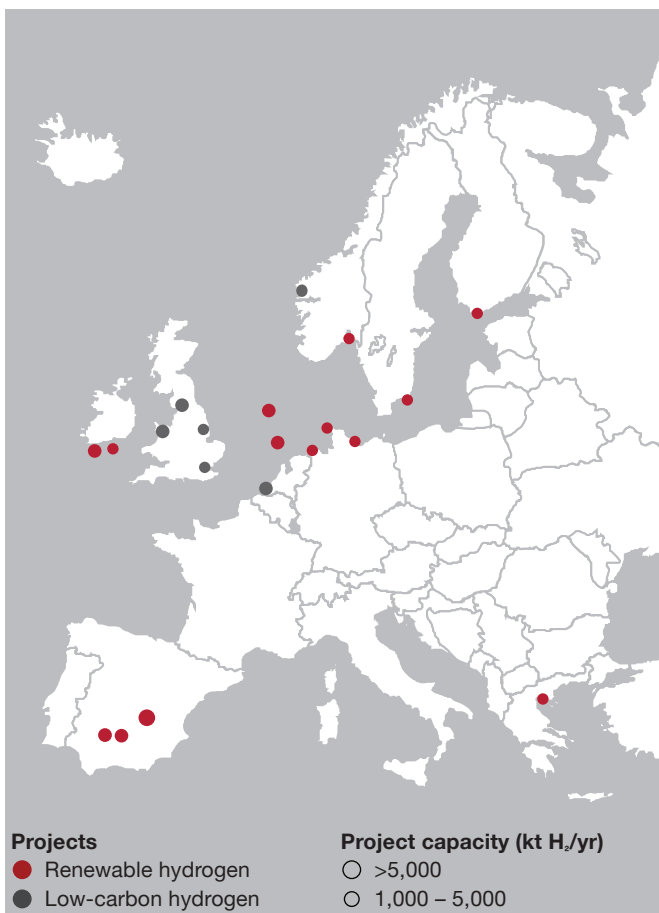 Projects
Renewable hydrogen
Low-carbon hydrogen
Project capacity (kt H₂/yr)
>5,000
1,000 – 5,000